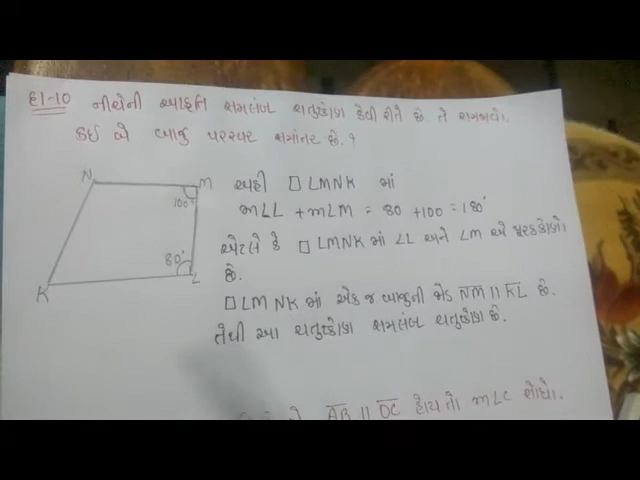 દા-10 નીચેની આકૃતિ સમલંબ ચતુષ્કોણ કેવી રીતે છે. તે સમજાવો.
કઈ બે બાજુ પરસ્પર સમાંતર છે. ?
N
M
100°
80°
K
L
અહીં □ LMNK માં
m∠L + m∠M = 80 + 100 = 180°
એટલે કે □ LMNK માં ∠L અને ∠M એ પૂરકકોણો
છે.
□ LMNK માં એક જ બાજુની જોડ NM || KL છે.
તેથી આ ચતુષ્કોણ સમલંબ ચતુષ્કોણ છે.
AB || DC હોય તો m∠C શોધો.